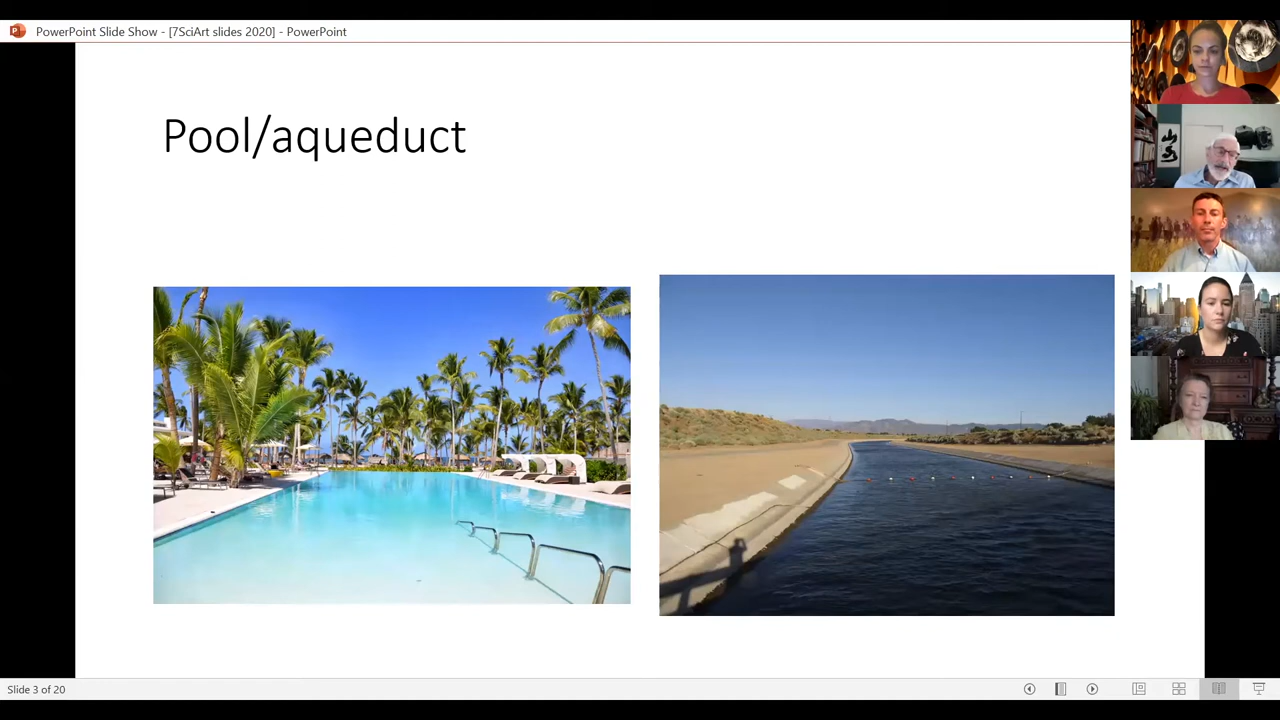 PowerPoint Slide Show - [7SciArt slides 2020] - PowerPoint
Pool/aqueduct
Slide 3 of 20